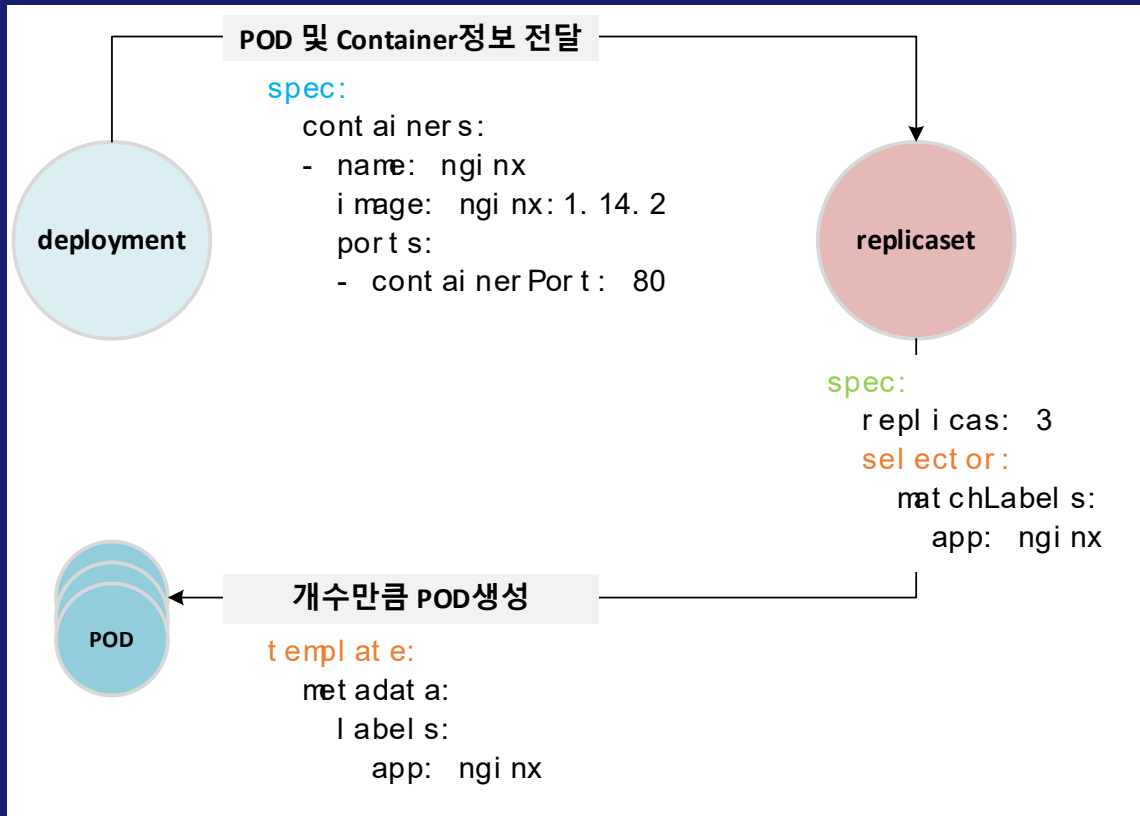 POD 및 Container정보 전달
spec:
containers:
- name: nginx
image: nginx:1.14.2
ports:
- containerPort: 80
deployment
replicaset
spec:
replicas: 3
selector:
matchLabels:
app: nginx
개수만큼 POD생성
POD
template:
metadata:
labels:
app: nginx